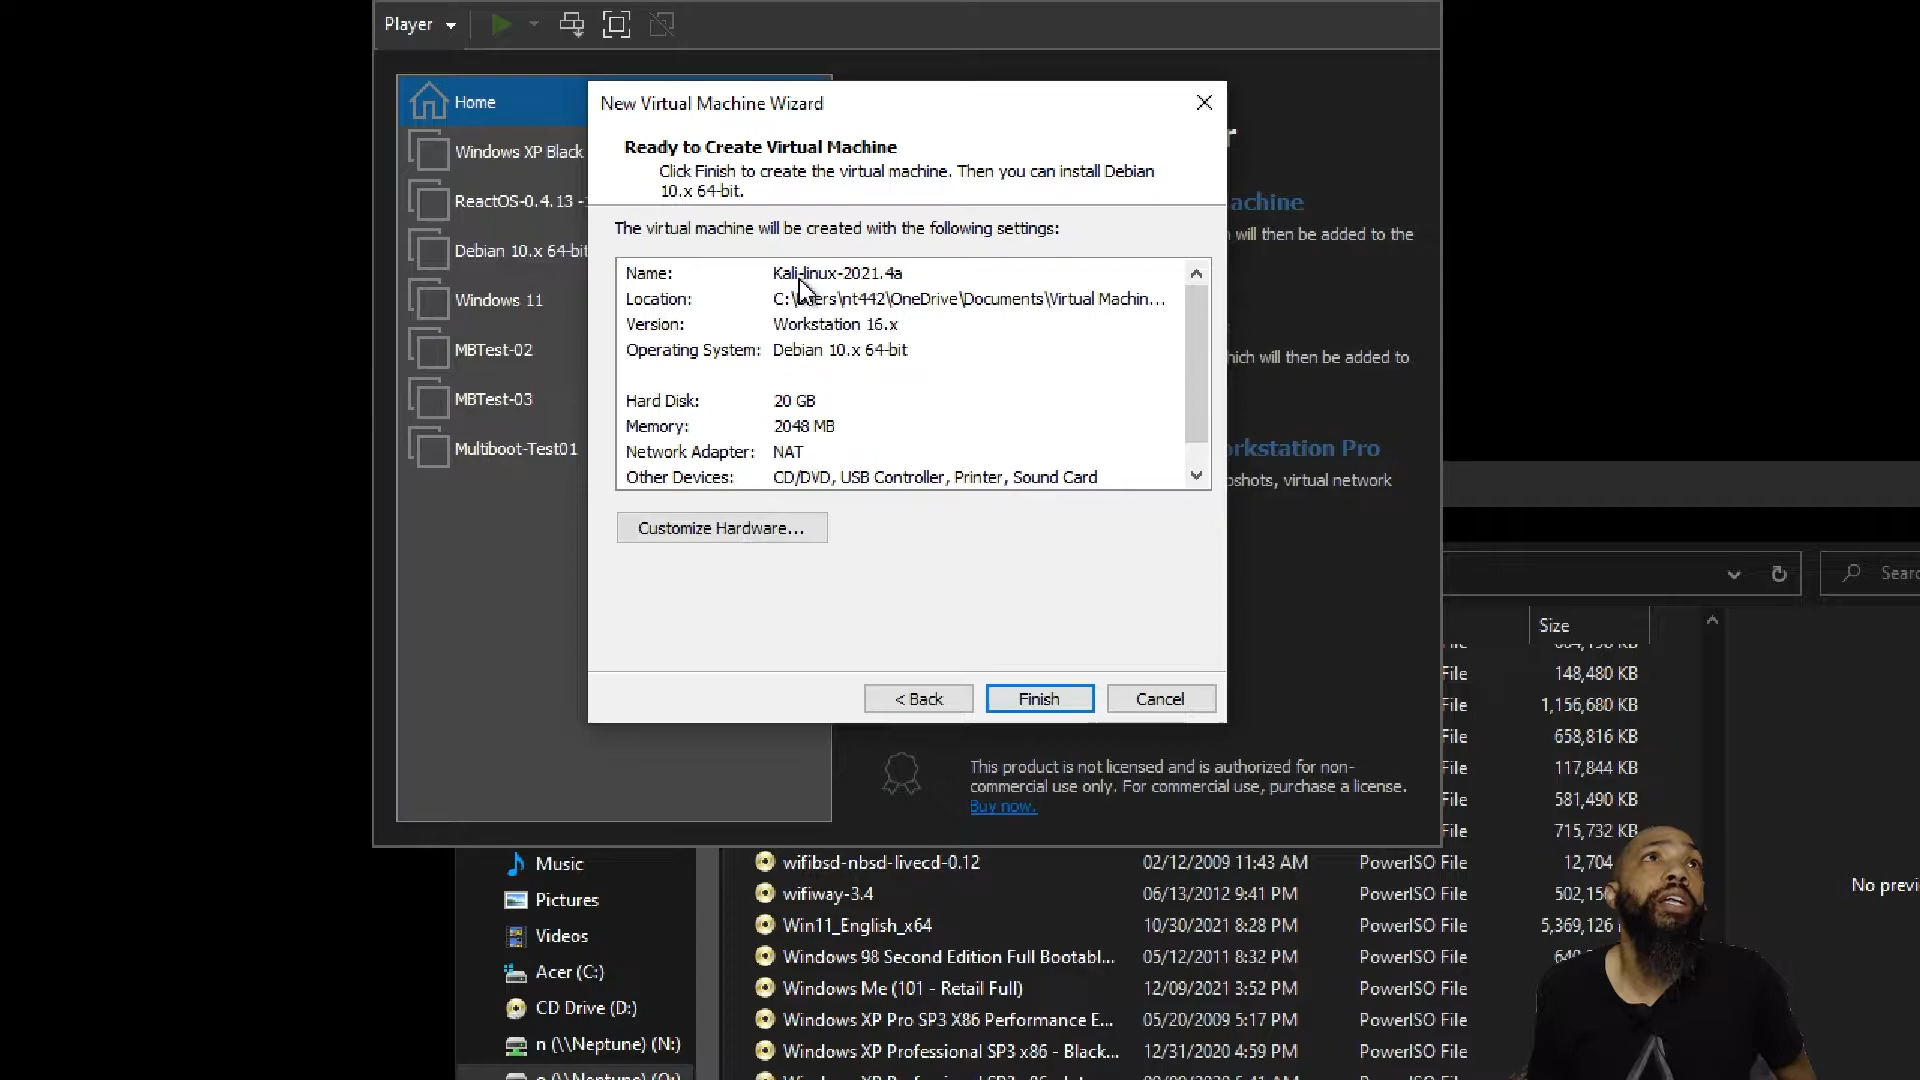 Player
Home
Windows XP Black
ReactOS-0.4.13 -
Debian 10.x 64-bit
Windows 11
MBTest-02
MBTest-03
Multiboot-Test01
New Virtual Machine Wizard
Ready to Create Virtual Machine
Click Finish to create the virtual machine. Then you can install Debian
10.x 64-bit.
The virtual machine will be created with the following settings:
Name: Kali-linux-2021.4a
Location: C:\Users\nt442\OneDrive\Documents\Virtual Machin...
Version: Workstation 16.x
Operating System: Debian 10.x 64-bit
Hard Disk: 20 GB
Memory: 2048 MB
Network Adapter: NAT
Other Devices: CD/DVD, USB Controller, Printer, Sound Card
Customize Hardware...
< Back
Finish
Cancel
achine
will then be added to the
hich will then be added to
rkstation Pro
pshots, virtual network
This product is not licensed and is authorized for non-
commercial use only. For commercial use, purchase a license.
Buy now.
Searc
Size
File 148,480 KB
File 1,156,680 KB
File 658,816 KB
File 117,844 KB
File 581,490 KB
File 715,732 KB
Music
Pictures
Videos
Acer (C:)
CD Drive (D:)
n (\\Neptune) (N:)
wifibsd-nbsd-livecd-0.12 02/12/2009 11:43 AM PowerISO File 12,704
wifiway-3.4 06/13/2012 9:41 PM PowerISO File 502,15
Win11_English_x64 10/30/2021 8:28 PM PowerISO File 5,369,126
Windows 98 Second Edition Full Bootabl... 05/12/2011 8:32 PM PowerISO File
Windows Me (101 - Retail Full) 12/09/2021 3:52 PM PowerISO File
Windows XP Pro SP3 X86 Performance E... 05/20/2009 5:17 PM PowerISO File
Windows XP Professional SP3 x86 - Black... 12/31/2020 4:59 PM PowerISO File
No previ